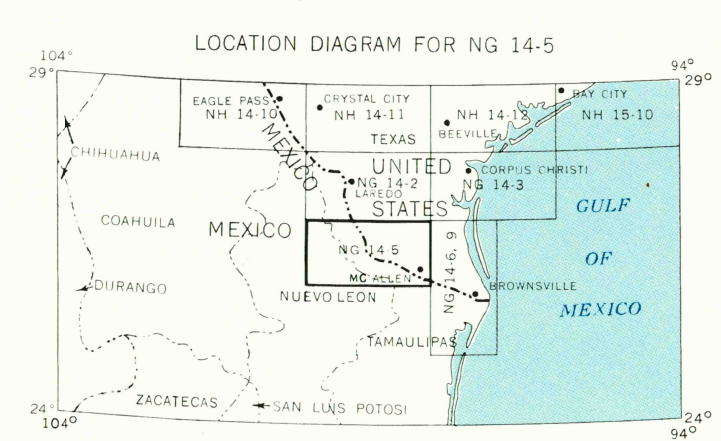 LOCATION DIAGRAM FOR NG 14-5
104°
94°
29°
29°
EAGLE PASS
NH 14-10
CRYSTAL CITY
NH 14-11
NH 14-12
BEEVILLE
BAY CITY
NH 15-10
TEXAS
MEXICO
CHIHUAHUA
UNITED
STATES
CORPUS CHRISTI
NG 14-2
LAREDO
NG 14-3
COAHUILA
MEXICO
GULF
OF
MEXICO
NG 14-5
MC ALLEN
NG 14-6, 9
BROWNSVILLE
DURANGO
NUEVO LEON
TAMAULIPAS
ZACATECAS
SAN LUIS POTOSI
24°
104°
24°
94°